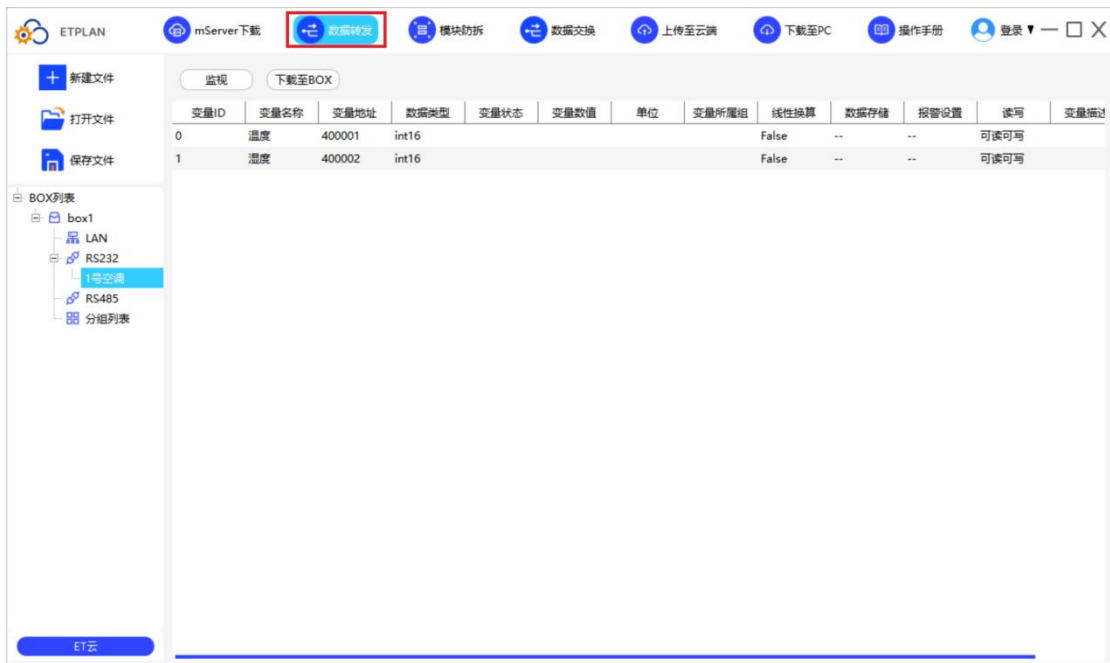 ETPLAN mServer下载 数据转发 模块防拆 数据交换 上传至云端 下载至PC 操作手册 登录
新建文件
打开文件
保存文件
监视 下载至BOX
变量ID 变量名称 变量地址 数据类型 变量状态 变量数值 单位 变量所属组 线性换算 数据存储 报警设置 读写 变量描述
0 温度 400001 int16 False -- -- 可读可写
1 湿度 400002 int16 False -- -- 可读可写
BOX列表
box1
LAN
RS232
1号空调
RS485
分组列表
ET云